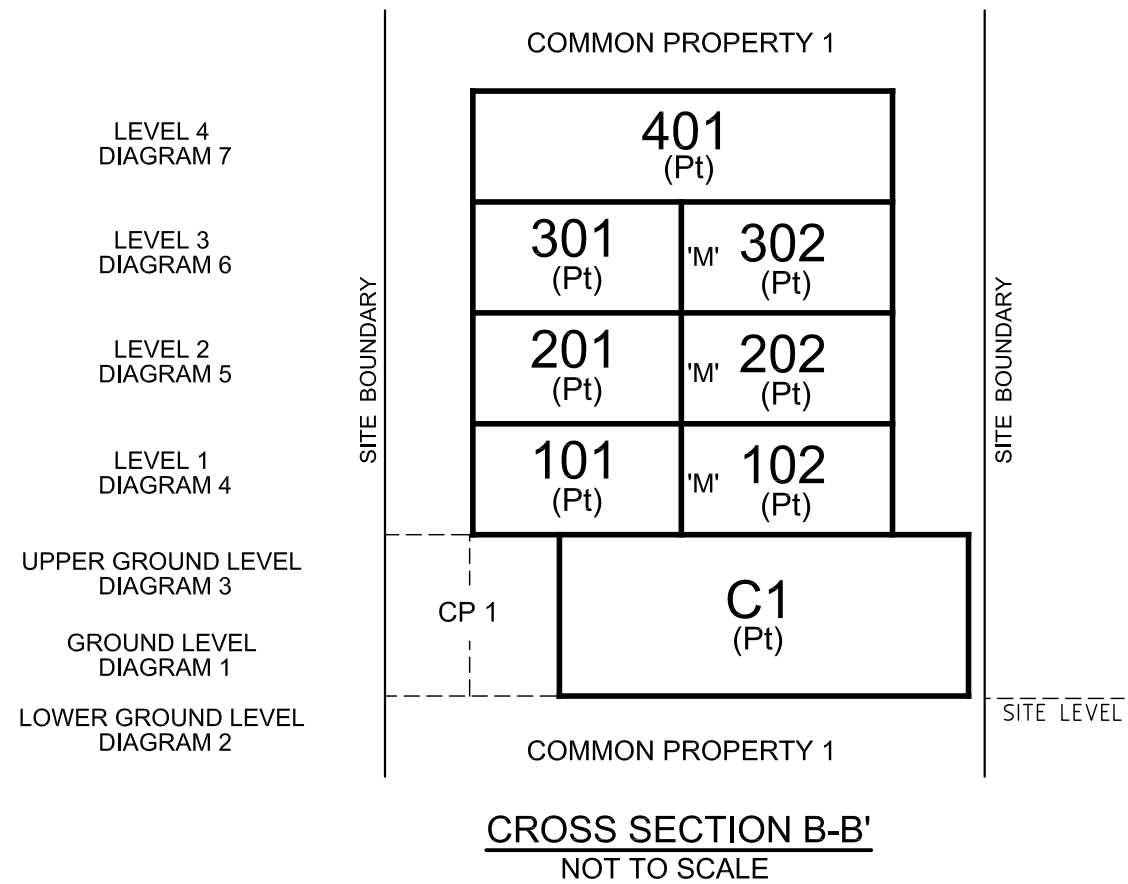 COMMON PROPERTY 1
LEVEL 4
DIAGRAM 7
401
(Pt)
LEVEL 3
DIAGRAM 6
301
(Pt)
'M'
302
(Pt)
LEVEL 2
DIAGRAM 5
201
(Pt)
'M'
202
(Pt)
LEVEL 1
DIAGRAM 4
101
(Pt)
'M'
102
(Pt)
SITE BOUNDARY
SITE BOUNDARY
UPPER GROUND LEVEL
DIAGRAM 3
CP 1
C1
(Pt)
GROUND LEVEL
DIAGRAM 1
LOWER GROUND LEVEL
DIAGRAM 2
SITE LEVEL
COMMON PROPERTY 1
CROSS SECTION B-B'
NOT TO SCALE